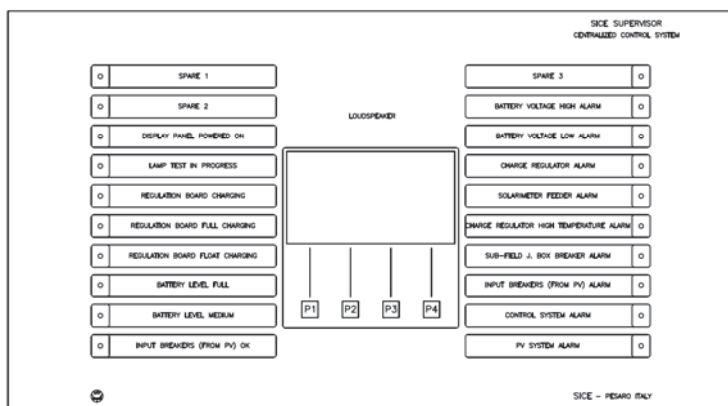 SICE SUPERVISOR
CENTRALIZED CONTROL SYSTEM
SPARE 1
SPARE 2
DISPLAY PANEL POWERED ON
LAMP TEST IN PROGRESS
REGULATION BOARD CHARGING
REGULATION BOARD FULL CHARGING
REGULATION BOARD FLOAT CHARGING
BATTERY LEVEL FULL
BATTERY LEVEL MEDIUM
INPUT BREAKERS (FROM PV) OK
LOUDSPEAKER
P1 P2 P3 P4
SPARE 3
BATTERY VOLTAGE HIGH ALARM
BATTERY VOLTAGE LOW ALARM
CHARGE REGULATOR ALARM
SOLARIMETER FEEDER ALARM
CHARGE REGULATOR HIGH TEMPERATURE ALARM
SUB-FIELD J. BOX BREAKER ALARM
INPUT BREAKERS (FROM PV) ALARM
CONTROL SYSTEM ALARM
PV SYSTEM ALARM
SICE - PESARO ITALY